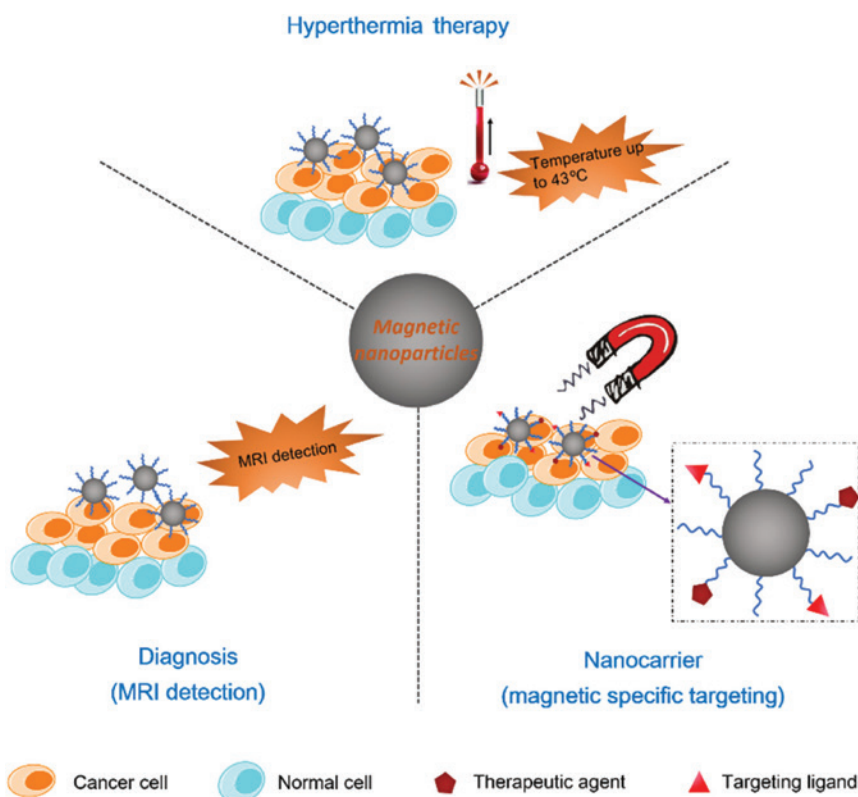 Hyperthermia therapy
Temperature up
to 43ºC
Magnetic
nanoparticles
MRI detection
Diagnosis
(MRI detection)
Nanocarrier
(magnetic specific targeting)
Cancer cell
Normal cell
Therapeutic agent
Targeting ligand